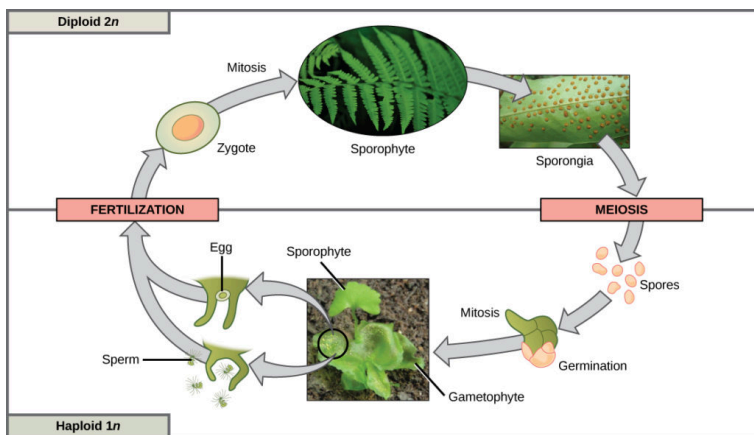 Diploid 2n
Mitosis
Zygote
Sporophyte
Sporongia
FERTILIZATION
MEIOSIS
Egg
Sporophyte
Spores
Mitosis
Sperm
Germination
Gametophyte
Haploid 1n